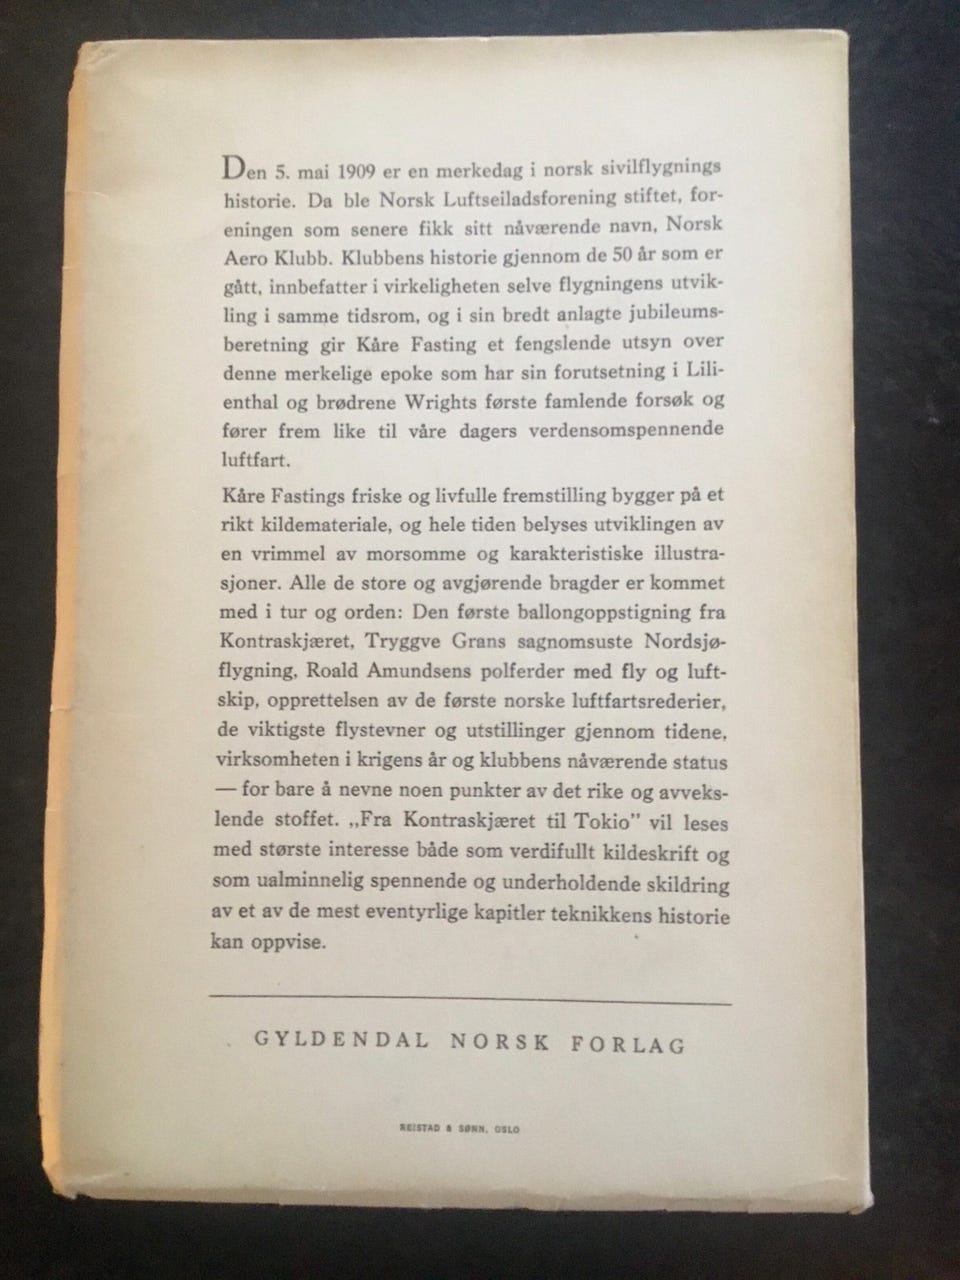 Den 5. mai 1909 er en merkedag i norsk sivilflygnings
historie. Da ble Norsk Luftseiladsforening stiftet, for-
eningen som senere fikk sitt nåværende navn, Norsk
Aero Klubb. Klubbens historie gjennom de 50 år som er
gått, innbefatter i virkeligheten selve flygningens utvik-
ling i samme tidsrom, og i sin bredt anlagte jubileums-
beretning gir Kåre Fasting et fengslende utsyn over
denne merkelige epoke som har sin forutsetning i Lili-
enthal og brødrene Wrights første famlende forsøk og
fører frem like til våre dagers verdensomspennende
luftfart.
Kåre Fastings friske og livfulle fremstilling bygger på et
rikt kildemateriale, og hele tiden belyses utviklingen av
en vrimmel av morsomme og karakteristiske illustra-
sjoner. Alle de store og avgjørende bragder er kommet
med i tur og orden: Den første ballongoppstigning fra
Kontraskjæret, Tryggve Grans sagnomsuste Nordsjø-
flygning, Roald Amundsens polferder med fly og luft-
skip, opprettelsen av de første norske luftfartsrederier,
de viktigste flystevner og utstillinger gjennom tidene,
virksomheten i krigens år og klubbens nåværende status
— for bare å nevne noen punkter av det rike og avveks-
lende stoffet. „Fra Kontraskjæret til Tokio” vil leses
med største interesse både som verdifullt kildeskrift og
som ualminnelig spennende og underholdende skildring
av et av de mest eventyrlige kapitler teknikkens historie
kan oppvise.
GYLDENDAL NORSK FORLAG
REISTAD & SØNN, OSLO